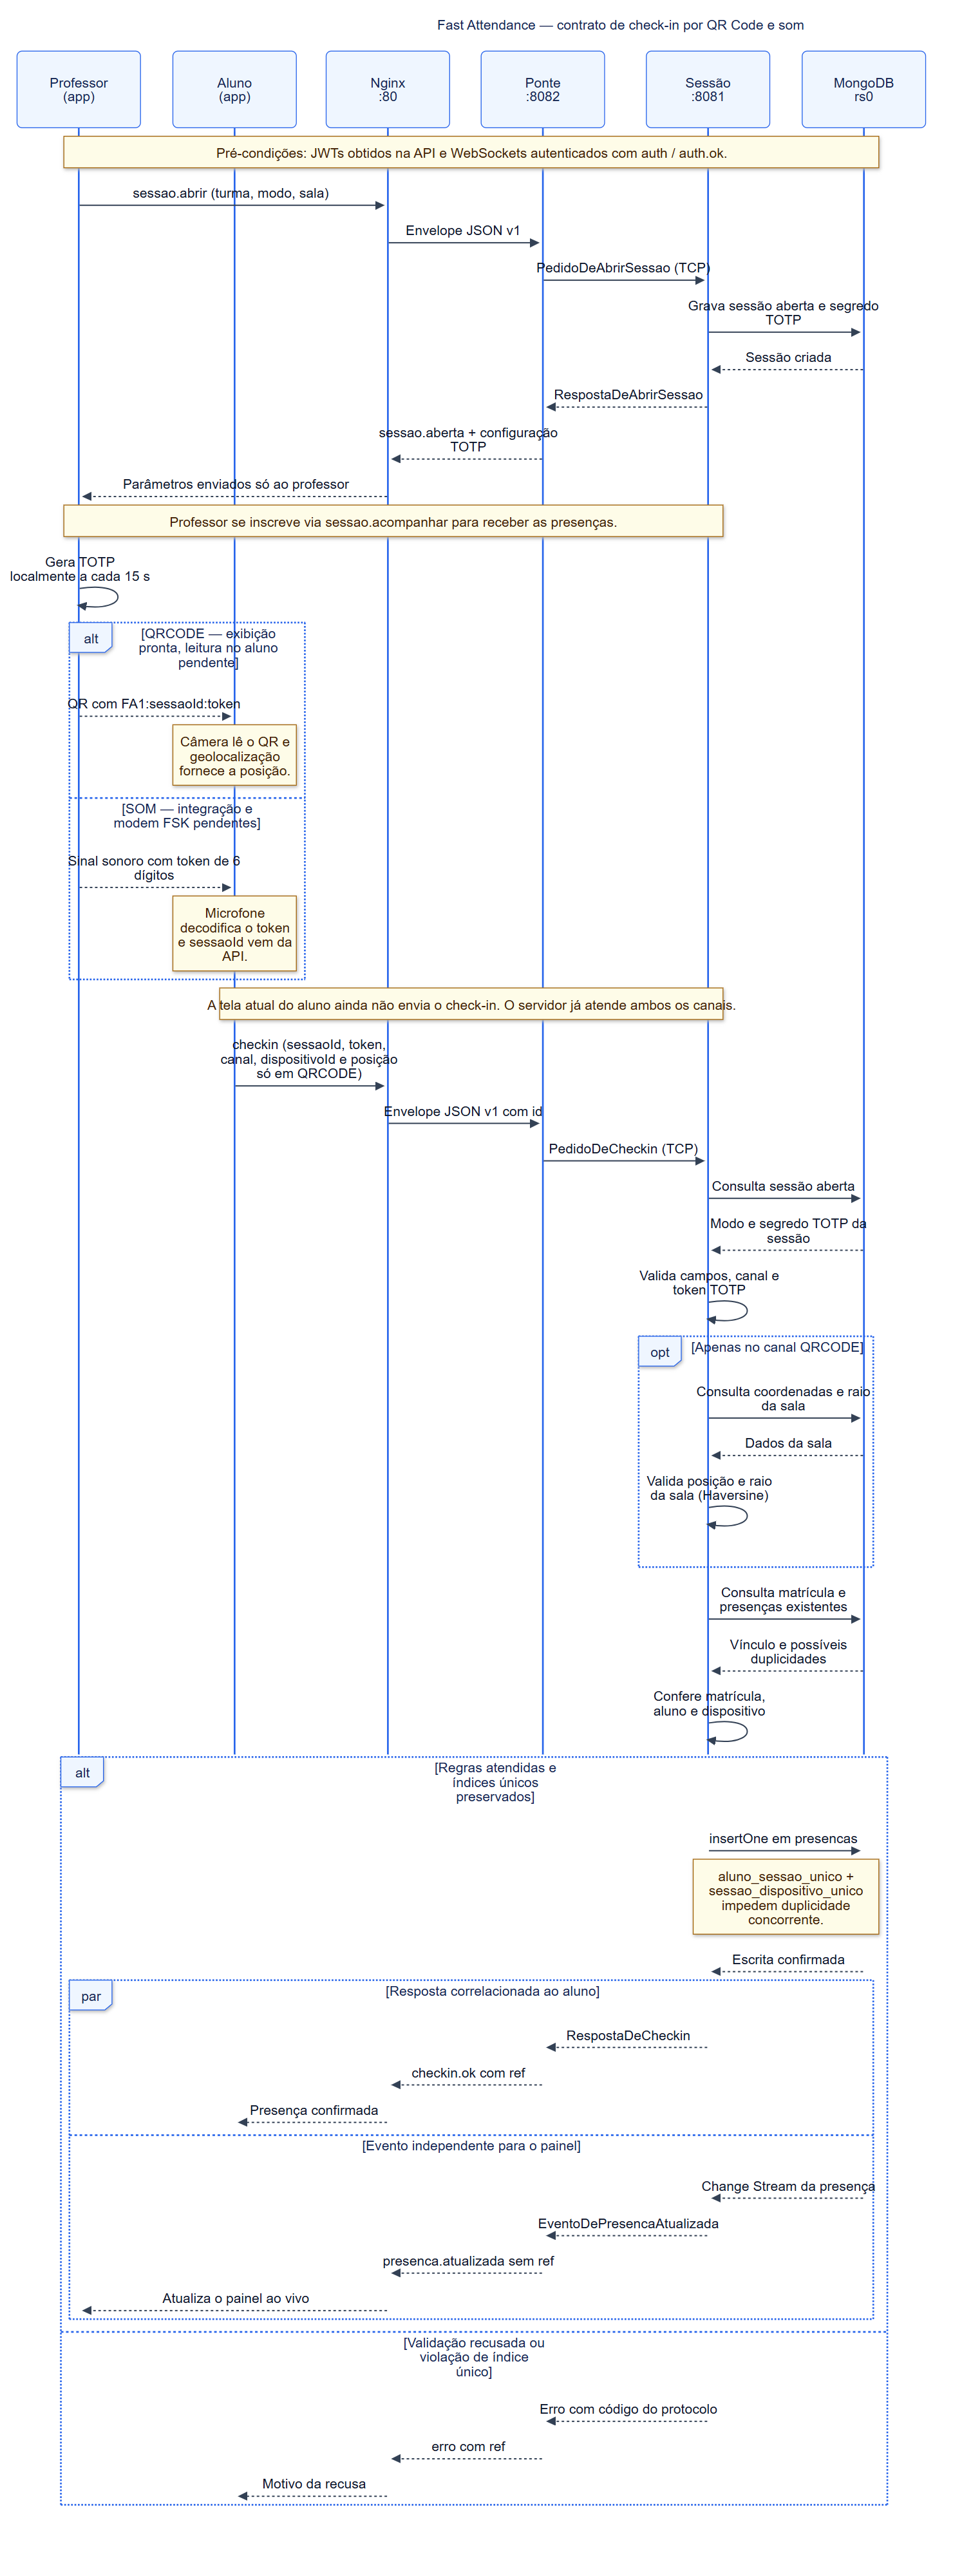 Fast Attendance — contrato de check-in por QR Code e som
Professor
(app)
Aluno
(app)
Nginx
:80
Ponte
:8082
Sessão
:8081
MongoDB
rs0
Pré-condições: JWTs obtidos na API e WebSockets autenticados com auth / auth.ok.
sessao.abrir (turma, modo, sala)
Envelope JSON v1
PedidoDeAbrirSessao (TCP)
Grava sessão aberta e segredo
TOTP
Sessão criada
RespostaDeAbrirSessao
sessao.aberta + configuração
TOTP
Parâmetros enviados só ao professor
Professor se inscreve via sessao.acompanhar para receber as presenças.
Gera TOTP
localmente a cada 15 s
alt
[QRCODE — exibição
pronta, leitura no aluno
pendente]
QR com FA1:sessaoId:token
Câmera lê o QR e
geolocalização
fornece a posição.
[SOM — integração e
modem FSK pendentes]
Sinal sonoro com token de 6
dígitos
Microfone
decodifica o token
e sessaoId vem da
API.
A tela atual do aluno ainda não envia o check-in. O servidor já atende ambos os canais.
checkin (sessaoId, token,
canal, dispositivoId e posição
só em QRCODE)
Envelope JSON v1 com id
PedidoDeCheckin (TCP)
Consulta sessão aberta
Modo e segredo TOTP da
sessão
Valida campos, canal e
token TOTP
opt
[Apenas no canal QRCODE]
Consulta coordenadas e raio
da sala
Dados da sala
Valida posição e raio
da sala (Haversine)
Consulta matrícula e
presenças existentes
Vínculo e possíveis
duplicidades
Confere matrícula,
aluno e dispositivo
alt
[Regras atendidas e
índices únicos
preservados]
insertOne em presencas
aluno_sessao_unico +
sessao_dispositivo_unico
impedem duplicidade
concorrente.
Escrita confirmada
par
[Resposta correlacionada ao aluno]
RespostaDeCheckin
checkin.ok com ref
Presença confirmada
[Evento independente para o painel]
Change Stream da presença
EventoDePresencaAtualizada
presenca.atualizada sem ref
Atualiza o painel ao vivo
[Validação recusada ou
violação de índice
único]
Erro com código do protocolo
erro com ref
Motivo da recusa